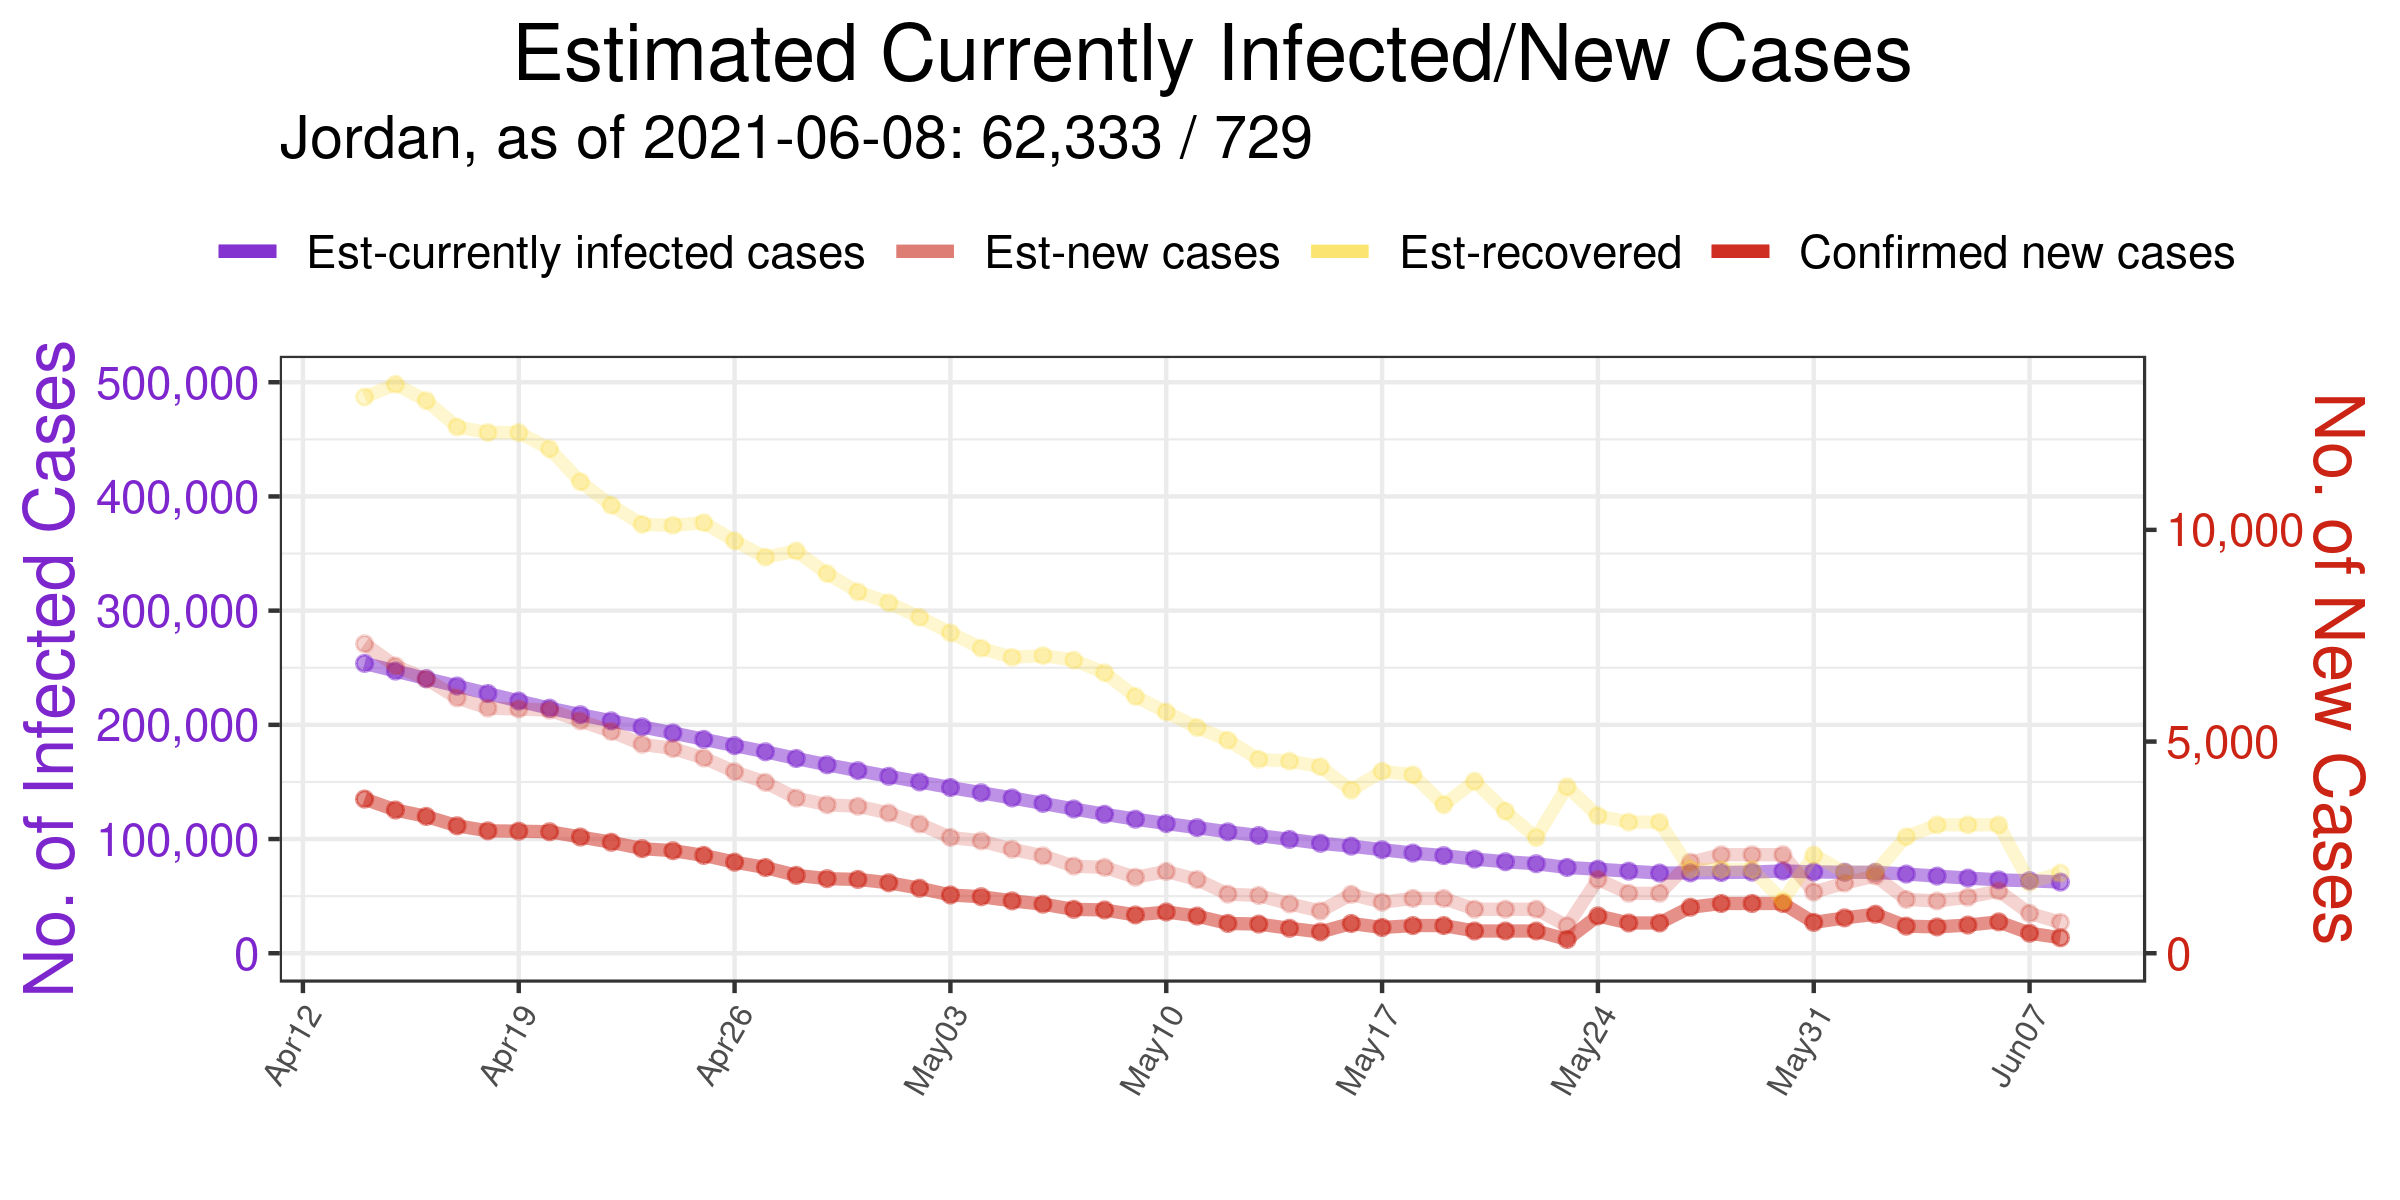 Estimated Currently Infected/New Cases
Jordan, as of 2021-06-08: 62,333 / 729
Est-currently infected cases
Est-new cases
Est-recovered
Confirmed new cases
No. of Infected Cases
500,000
400,000
300,000
200,000
100,000
0
10,000
5,000
0
No. of New Cases
Apr12
Apr19
Apr26
May03
May10
May17
May24
May31
Jun07